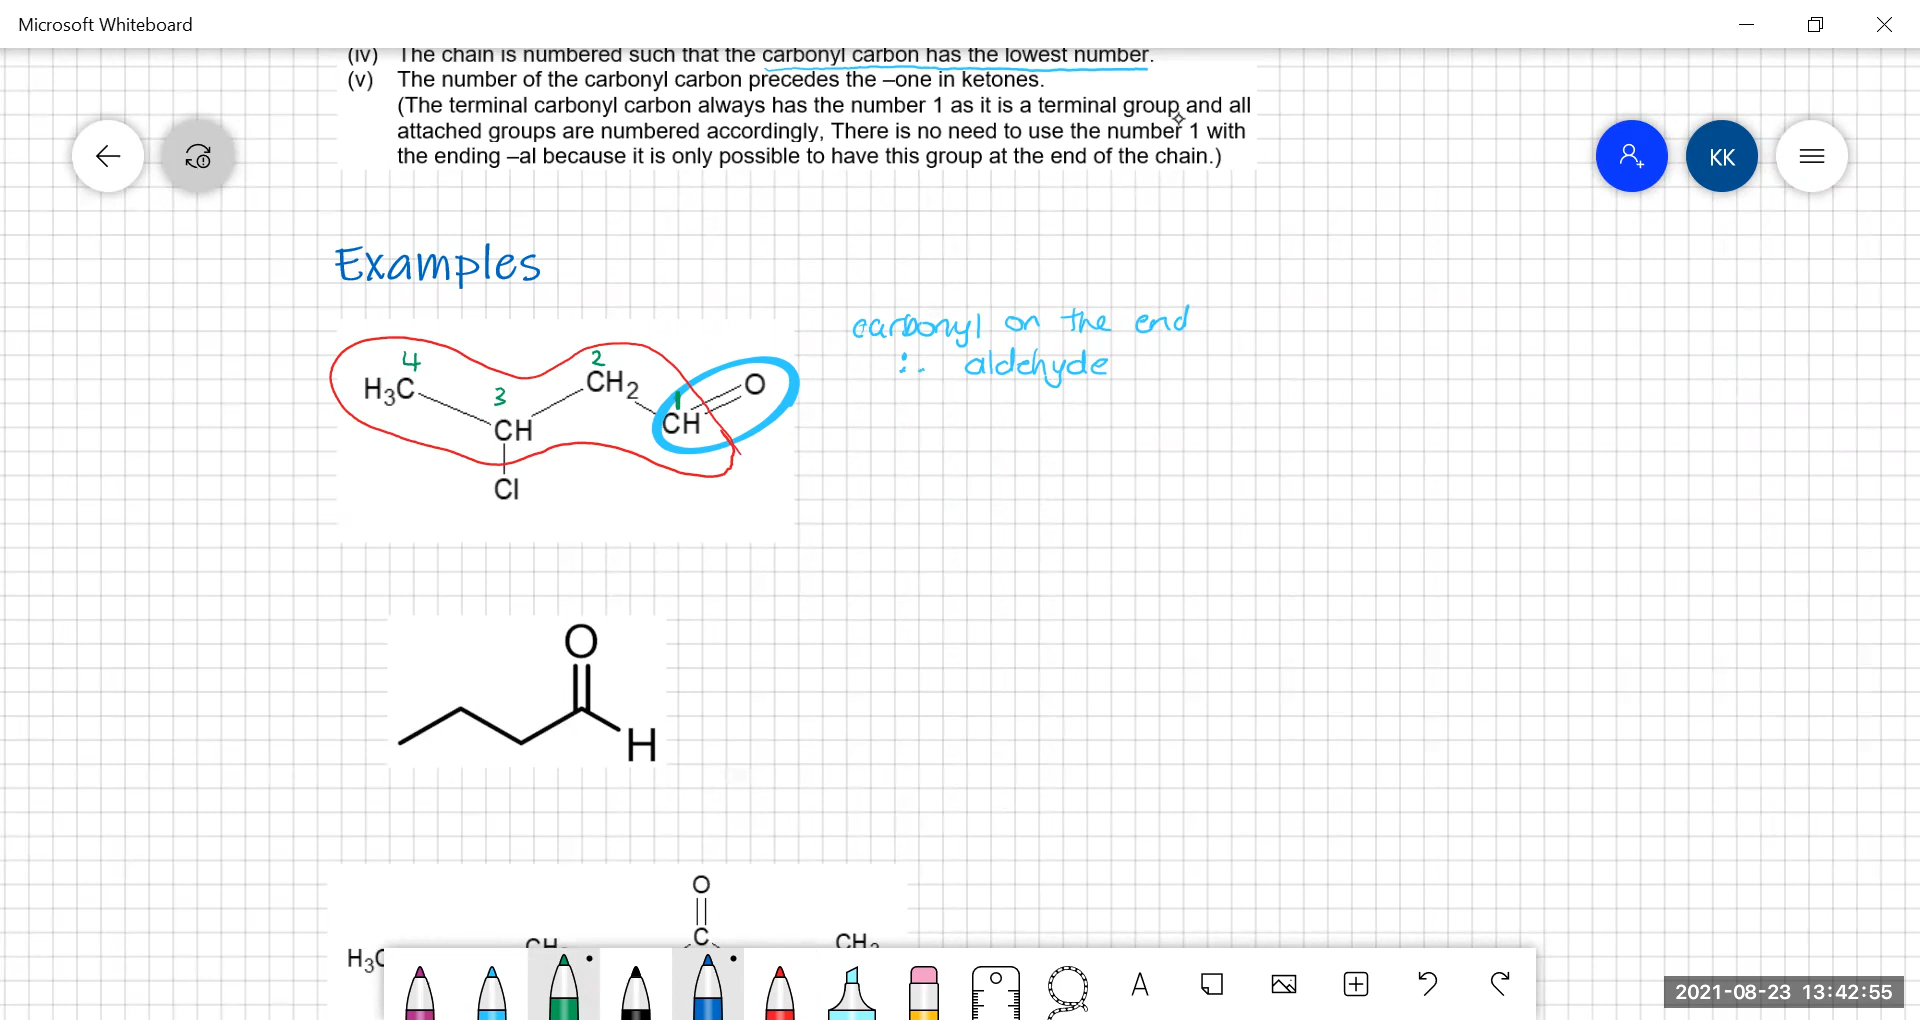 Microsoft Whiteboard
(iv) The chain is numbered such that the carbonyl carbon has the lowest number.
(v) The number of the carbonyl carbon precedes the –one in ketones.
(The terminal carbonyl carbon always has the number 1 as it is a terminal group and all
attached groups are numbered accordingly, There is no need to use the number 1 with
the ending –al because it is only possible to have this group at the end of the chain.)
KK
Examples
carbonyl on the end
∴ aldehyde
4 2
H₃C CH₂ O
3 1
CH CH
Cl
O
H
O
C
H₃C CH₂ CH₃
A
2021-08-23 13:42:55